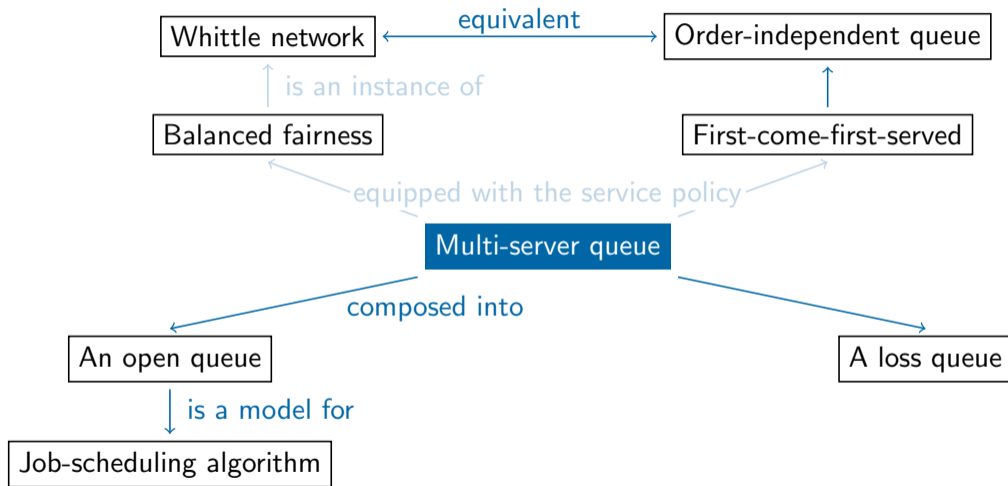 Whittle network
equivalent
Order-independent queue
is an instance of
Balanced fairness
First-come-first-served
equipped with the service policy
Multi-server queue
composed into
An open queue
A loss queue
is a model for
Job-scheduling algorithm